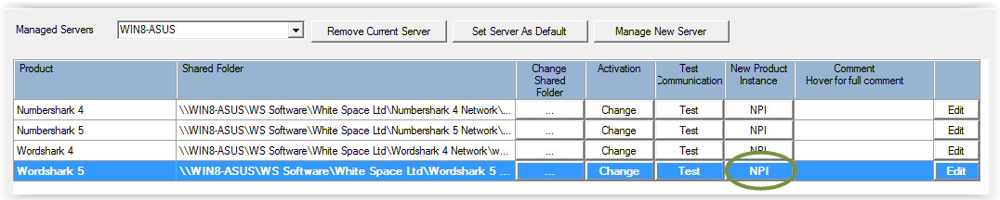 Managed Servers WIN8-ASUS Remove Current Server Set Server As Default Manage New Server
Product Shared Folder Change Shared Folder Activation Test Communication New Product Instance Comment Hover for full comment
Numbershark 4 \\WIN8-ASUS\WS Software\White Space Ltd\Numbershark 4 Network\... ... Change Test NPI Edit
Numbershark 5 \\WIN8-ASUS\WS Software\White Space Ltd\Numbershark 5 Network\... ... Change Test NPI Edit
Wordshark 4 \\WIN8-ASUS\WS Software\White Space Ltd\Wordshark 4 Network\w... ... Change Test NPI Edit
Wordshark 5 \\WIN8-ASUS\WS Software\White Space Ltd\Wordshark 5 ... ... Change Test NPI Edit